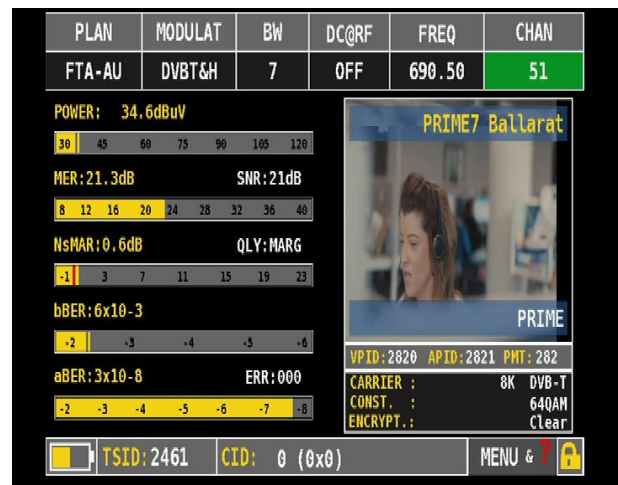 PLAN MODULAT BW DC@RF FREQ CHAN
FTA-AU DVBT&H 7 OFF 690.50 51
POWER: 34.6dBuV
30 45 60 75 90 105 120
MER:21.3dB SNR:21dB
8 12 16 20 24 28 32 36 40
NsMAR:0.6dB QLY:MARG
-1 3 7 11 15 19 23
bBER:6x10-3
-2 -3 -4 -5 -6
aBER:3x10-8 ERR:000
-2 -3 -4 -5 -6 -7 -8
PRIME7 Ballarat
PRIME
VPID:2820 APID:2821 PMT:282
CARRIER : 8K DVB-T
CONST. : 64QAM
ENCRYPT.: Clear
TSID:2461 CID: 0 (0x0) MENU & ?